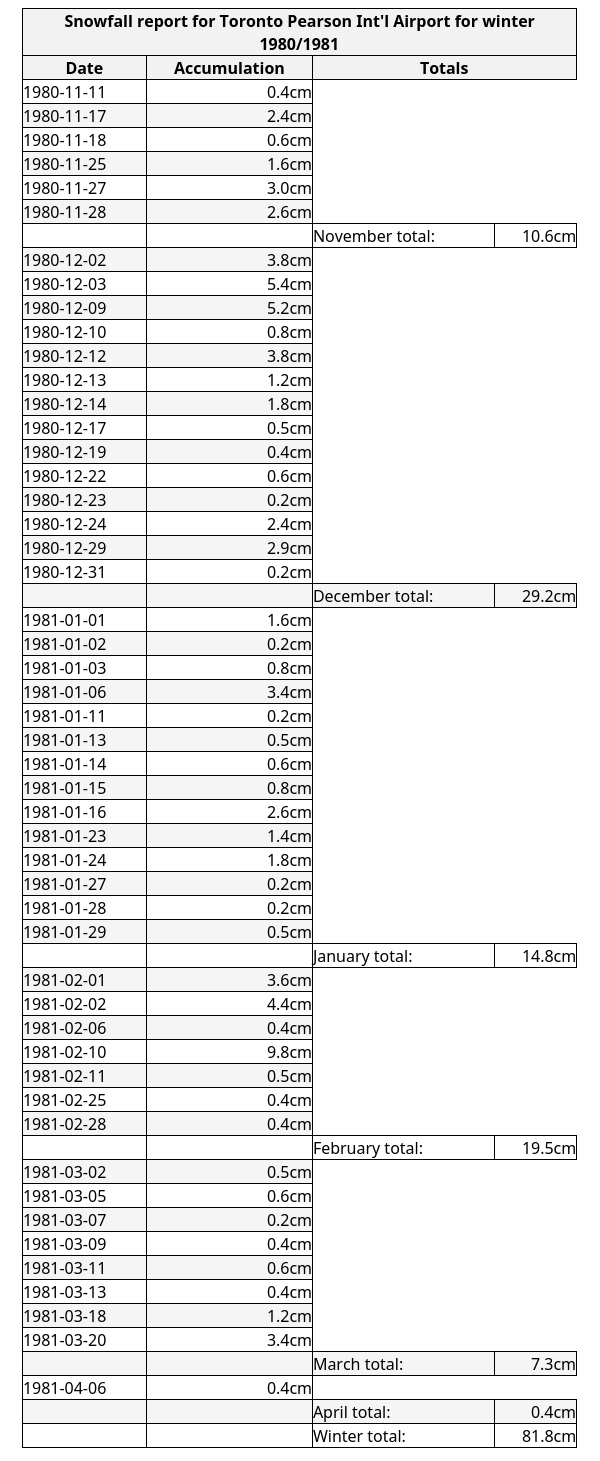 Snowfall report for Toronto Pearson Int'l Airport for winter
1980/1981
Date Accumulation Totals
1980-11-11 0.4cm
1980-11-17 2.4cm
1980-11-18 0.6cm
1980-11-25 1.6cm
1980-11-27 3.0cm
1980-11-28 2.6cm
November total: 10.6cm
1980-12-02 3.8cm
1980-12-03 5.4cm
1980-12-09 5.2cm
1980-12-10 0.8cm
1980-12-12 3.8cm
1980-12-13 1.2cm
1980-12-14 1.8cm
1980-12-17 0.5cm
1980-12-19 0.4cm
1980-12-22 0.6cm
1980-12-23 0.2cm
1980-12-24 2.4cm
1980-12-29 2.9cm
1980-12-31 0.2cm
December total: 29.2cm
1981-01-01 1.6cm
1981-01-02 0.2cm
1981-01-03 0.8cm
1981-01-06 3.4cm
1981-01-11 0.2cm
1981-01-13 0.5cm
1981-01-14 0.6cm
1981-01-15 0.8cm
1981-01-16 2.6cm
1981-01-23 1.4cm
1981-01-24 1.8cm
1981-01-27 0.2cm
1981-01-28 0.2cm
1981-01-29 0.5cm
January total: 14.8cm
1981-02-01 3.6cm
1981-02-02 4.4cm
1981-02-06 0.4cm
1981-02-10 9.8cm
1981-02-11 0.5cm
1981-02-25 0.4cm
1981-02-28 0.4cm
February total: 19.5cm
1981-03-02 0.5cm
1981-03-05 0.6cm
1981-03-07 0.2cm
1981-03-09 0.4cm
1981-03-11 0.6cm
1981-03-13 0.4cm
1981-03-18 1.2cm
1981-03-20 3.4cm
March total: 7.3cm
1981-04-06 0.4cm
April total: 0.4cm
Winter total: 81.8cm